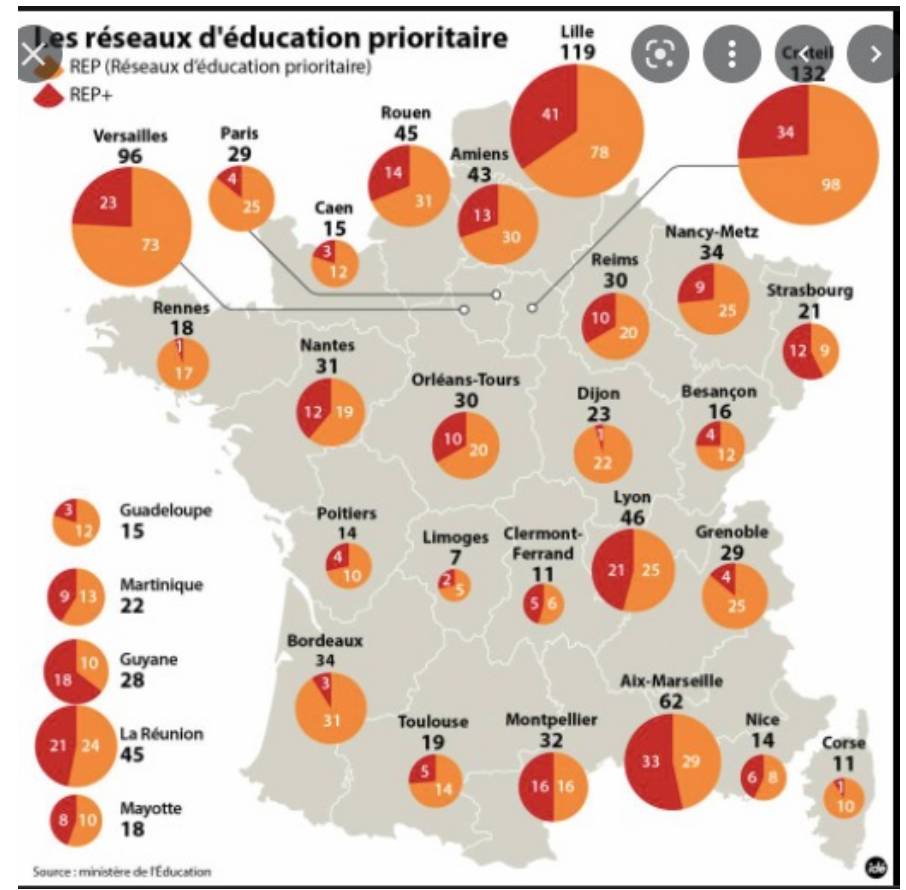 Les réseaux d'éducation prioritaire
REP (Réseaux d'éducation prioritaire)
REP+
Lille
119
41
78
Créteil
132
34
98
Versailles
96
23
73
Paris
29
4
25
Rouen
45
14
31
Amiens
43
13
30
Caen
15
3
12
Nancy-Metz
34
9
25
Reims
30
10
20
Strasbourg
21
12
9
Rennes
18
1
17
Nantes
31
12
19
Orléans-Tours
30
10
20
Dijon
23
1
22
Besançon
16
4
12
Guadeloupe
15
3
12
Poitiers
14
4
10
Limoges
7
2
5
Clermont-
Ferrand
11
5
6
Lyon
46
21
25
Grenoble
29
4
25
Martinique
22
9
13
Guyane
28
10
18
Bordeaux
34
3
31
La Réunion
45
21
24
Toulouse
19
5
14
Montpellier
32
16
16
Aix-Marseille
62
33
29
Nice
14
6
8
Corse
11
1
10
Mayotte
18
8
10
Source : ministère de l'Éducation
idé